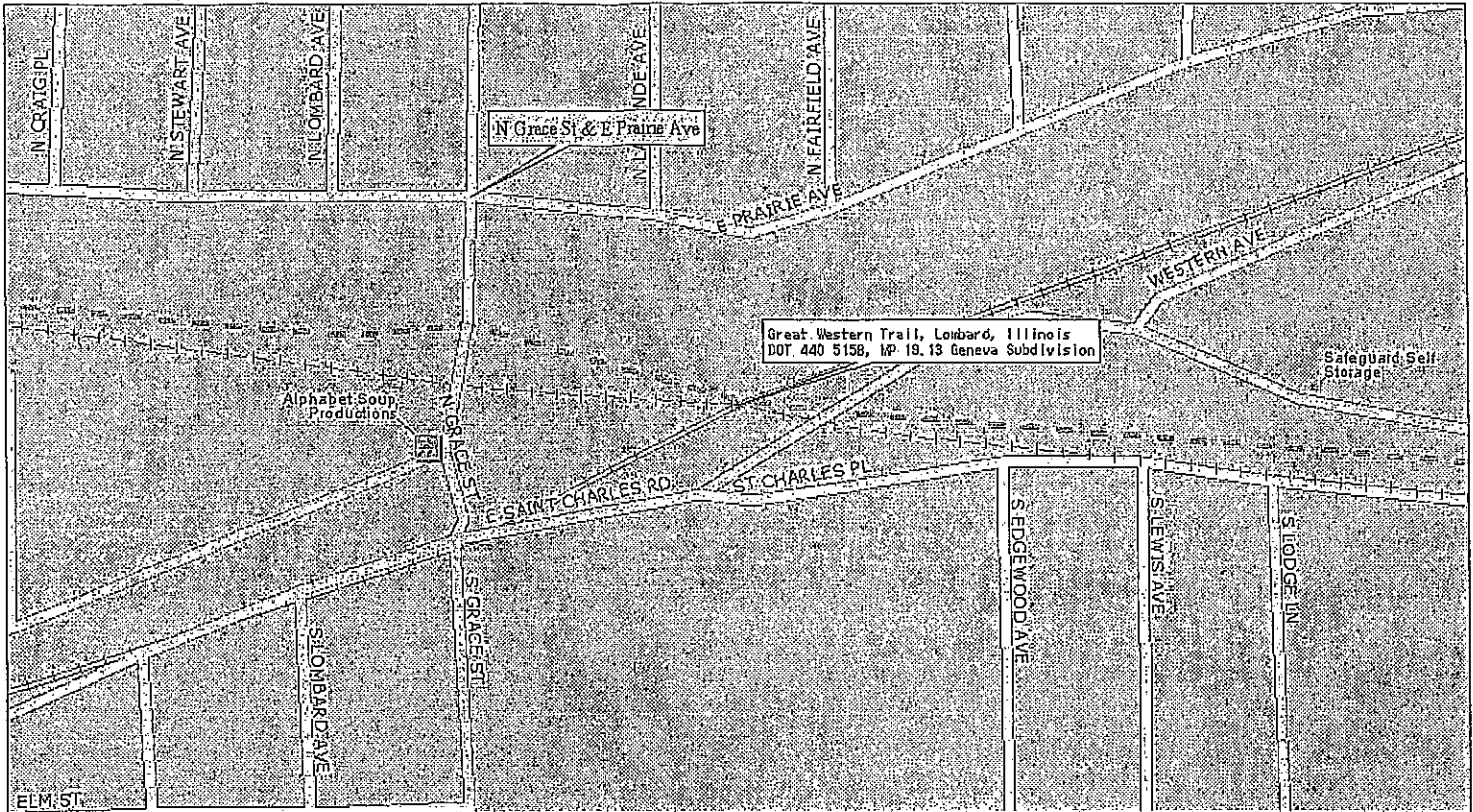 N CRAIG PL
N STEWART AVE
N LOMBARD AVE
N Grace St & E Prairie Ave
N FAIRFIELD AVE
E PRAIRIE AVE
WESTERN AVE
Great Western Trail, Lombard, Illinois
DOT 440 515B, MP 19.13 Geneva Subdivision
Safeguard Self
Storage
Alphabet Soup
Productions
N GRACE ST
E SAINT CHARLES RD
ST CHARLES PL
S EDGEWOOD AVE
S LEWIS AVE
S LODGE LN
S GRACE ST
S LOMBARD AVE
ELM ST